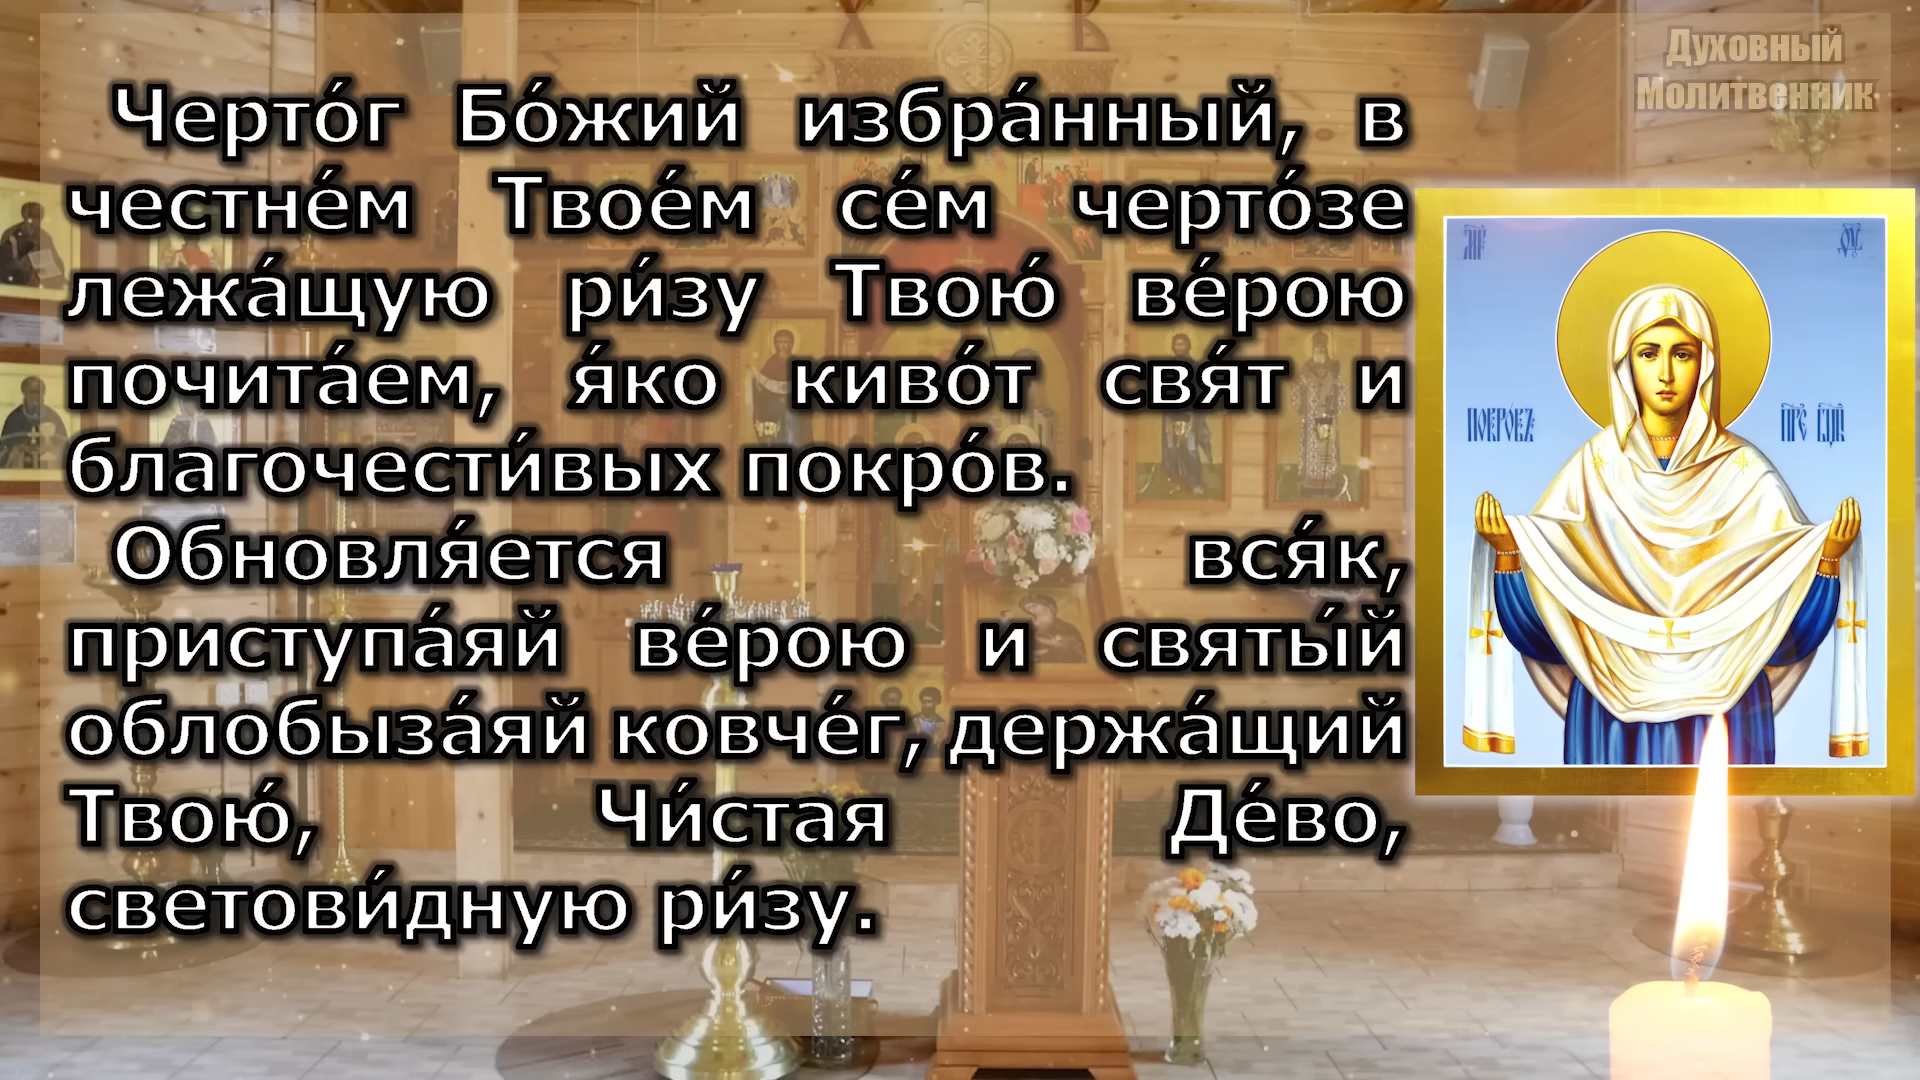 Черто́г Бо́жий избра́нный, в
честне́м Твое́м се́м черто́зе
лежа́щую ри́зу Твою́ ве́рою
почита́ем, я́ко киво́т свя́т и
благочести́вых покро́в.
Обновля́ется вся́к,
приступа́яй ве́рою и святы́й
облобыза́яй ковче́г, держа́щий
Твою́, Чи́стая Де́во,
светови́дную ри́зу.
Духовный
Молитвенник
ПОКРО́ВЪ